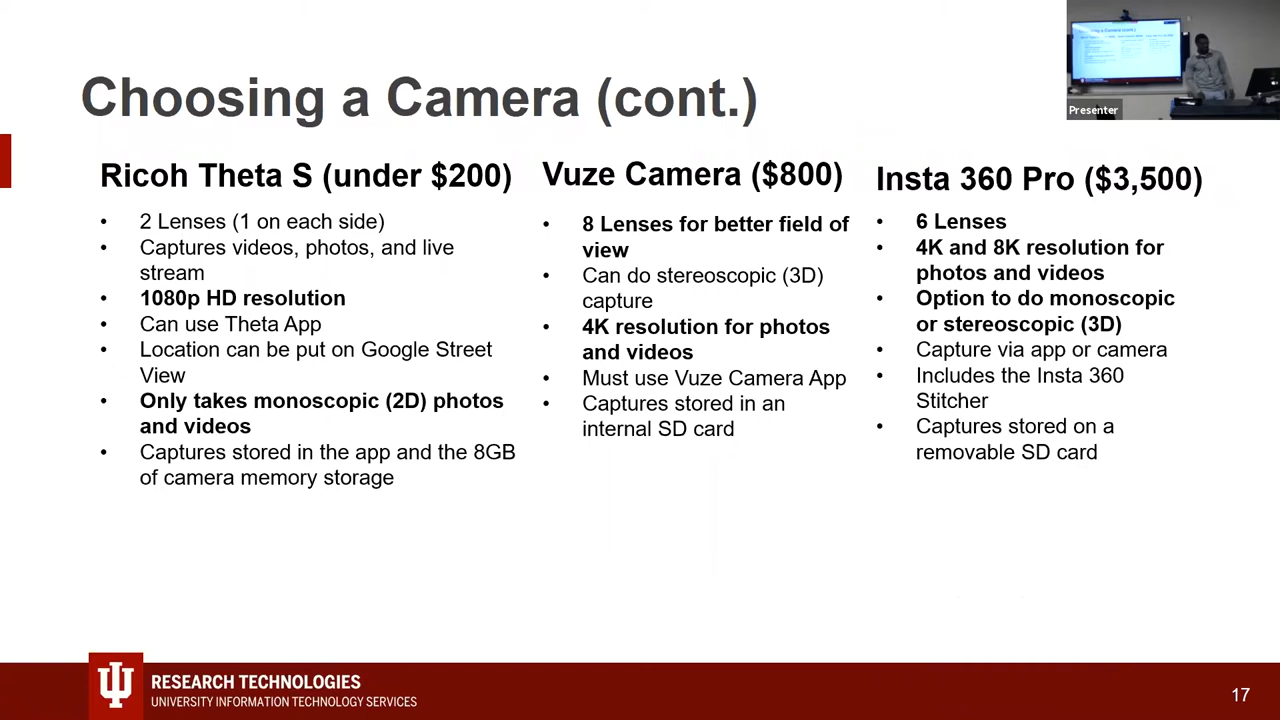 Choosing a Camera (cont.)
Presenter
Ricoh Theta S (under $200)
• 2 Lenses (1 on each side)
• Captures videos, photos, and live
stream
• 1080p HD resolution
• Can use Theta App
• Location can be put on Google Street
View
• Only takes monoscopic (2D) photos
and videos
• Captures stored in the app and the 8GB
of camera memory storage
Vuze Camera ($800)
• 8 Lenses for better field of
view
• Can do stereoscopic (3D)
capture
• 4K resolution for photos
and videos
• Must use Vuze Camera App
• Captures stored in an
internal SD card
Insta 360 Pro ($3,500)
• 6 Lenses
• 4K and 8K resolution for
photos and videos
• Option to do monoscopic
or stereoscopic (3D)
• Capture via app or camera
• Includes the Insta 360
Stitcher
• Captures stored on a
removable SD card
RESEARCH TECHNOLOGIES
UNIVERSITY INFORMATION TECHNOLOGY SERVICES
17